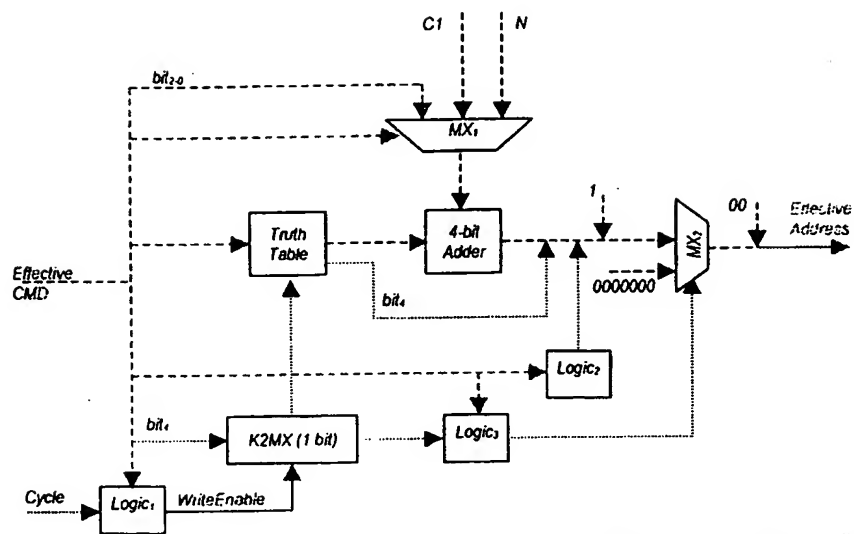 C1 N
bit₂₋₀
MX₁
1
00
Effective
Address
Truth
Table
4-bit
Adder
MX₂
Effective
CMD
0000000
bit₄
Logic₂
bit₄
K2MX (1 bit)
Logic₃
Cycle
Logic₁
WriteEnable